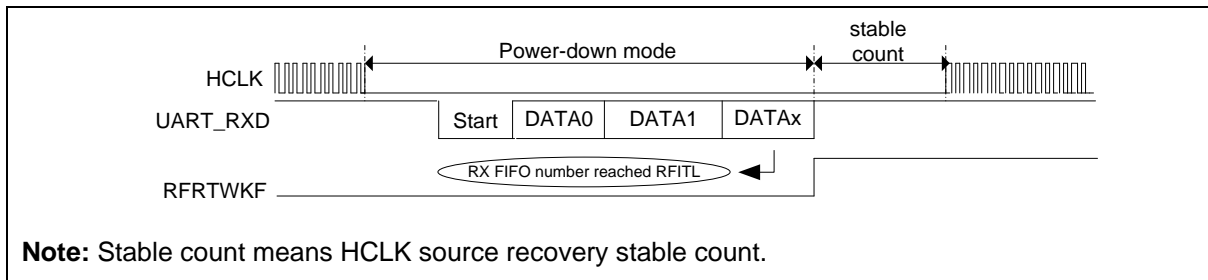 stable
count
Power-down mode
HCLK
UART_RXD
Start DATA0 DATA1 DATAx
RX FIFO number reached RFITL
RFRTWKF
Note: Stable count means HCLK source recovery stable count.